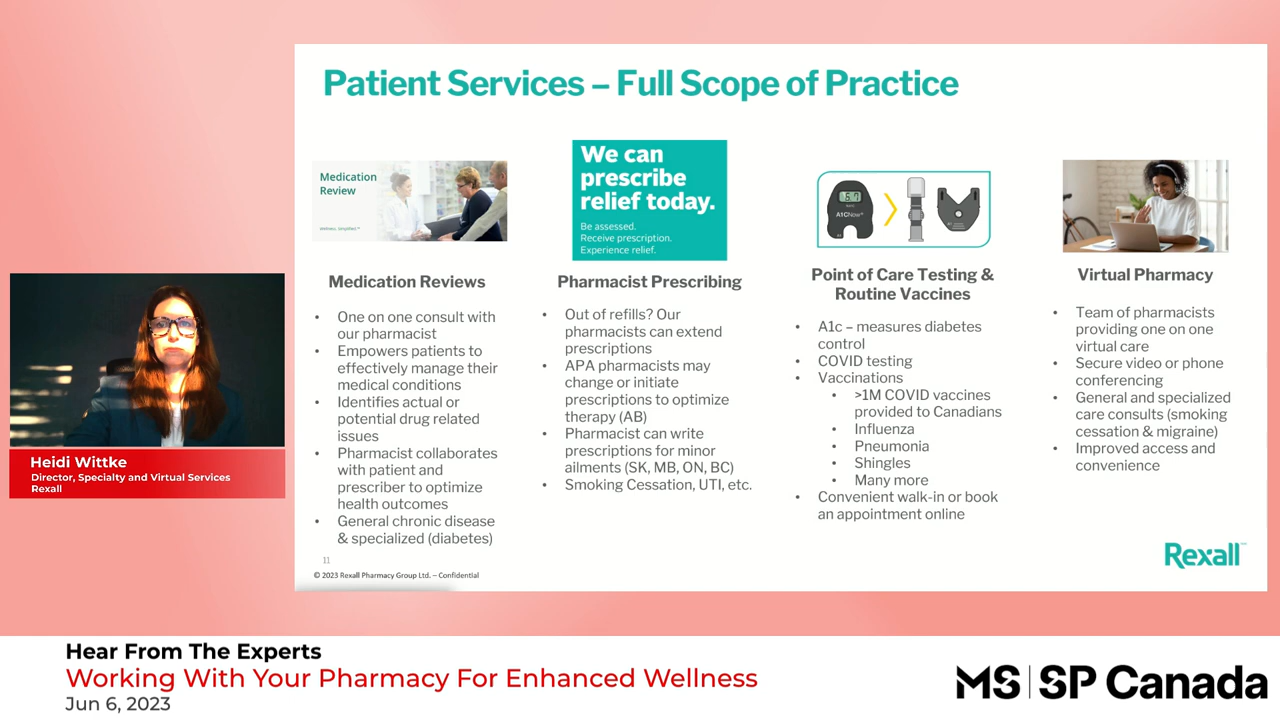 Patient Services – Full Scope of Practice
Medication
Review
We can
prescribe
relief today.
Be assessed.
Receive prescription.
Experience relief.
A1CNow+
Medication Reviews
• One on one consult with
our pharmacist
• Empowers patients to
effectively manage their
medical conditions
• Identifies actual or
potential drug related
issues
• Pharmacist collaborates
with patient and
prescriber to optimize
health outcomes
• General chronic disease
& specialized (diabetes)
Pharmacist Prescribing
• Out of refills? Our
pharmacists can extend
prescriptions
• APA pharmacists may
change or initiate
prescriptions to optimize
therapy (AB)
• Pharmacist can write
prescriptions for minor
ailments (SK, MB, ON, BC)
• Smoking Cessation, UTI, etc.
Point of Care Testing &
Routine Vaccines
• A1c – measures diabetes
control
• COVID testing
• Vaccinations
• >1M COVID vaccines
provided to Canadians
• Influenza
• Pneumonia
• Shingles
• Many more
• Convenient walk-in or book
an appointment online
Virtual Pharmacy
• Team of pharmacists
providing one on one
virtual care
• Secure video or phone
conferencing
• General and specialized
care consults (smoking
cessation & migraine)
• Improved access and
convenience
11
© 2023 Rexall Pharmacy Group Ltd. – Confidential
Rexall
Heidi Wittke
Director, Specialty and Virtual Services
Rexall
Hear From The Experts
Working With Your Pharmacy For Enhanced Wellness
Jun 6, 2023
MS | SP Canada